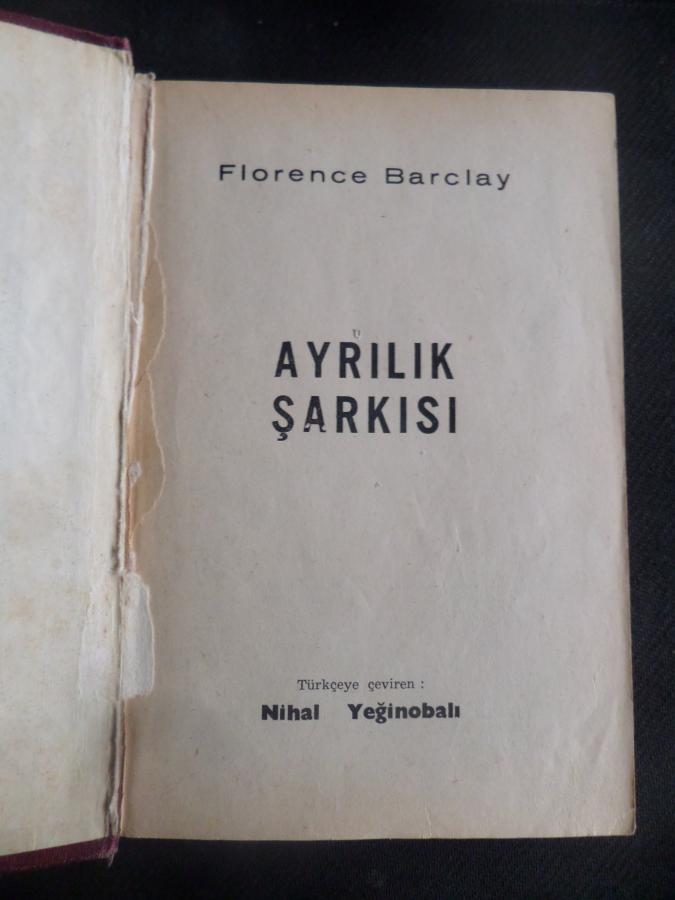 Florence Barclay
AYRILIK
ŞARKISI
Türkçeye çeviren :
Nihal Yeğinobalı